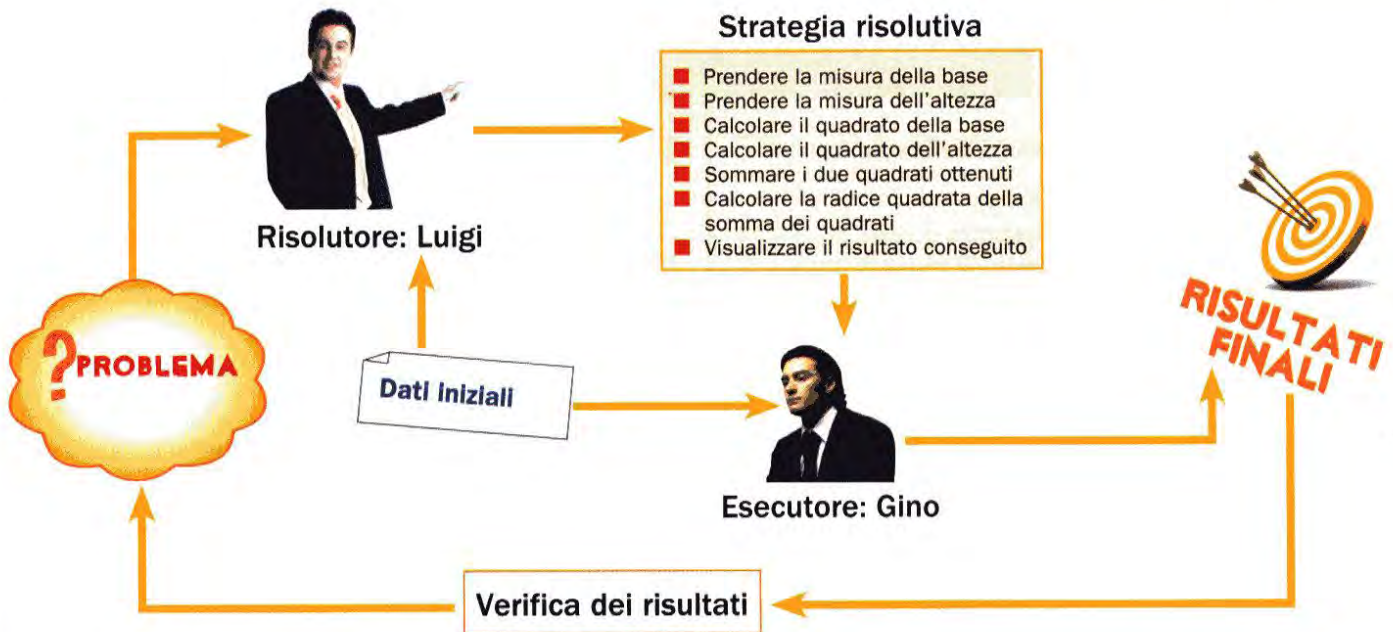 Strategia risolutiva
Prendere la misura della base
Prendere la misura dell'altezza
Calcolare il quadrato della base
Calcolare il quadrato dell'altezza
Sommare i due quadrati ottenuti
Calcolare la radice quadrata della
somma dei quadrati
Visualizzare il risultato conseguito
Risolutore: Luigi
?PROBLEMA
Dati iniziali
RISULTATI
FINALI
Esecutore: Gino
Verifica dei risultati